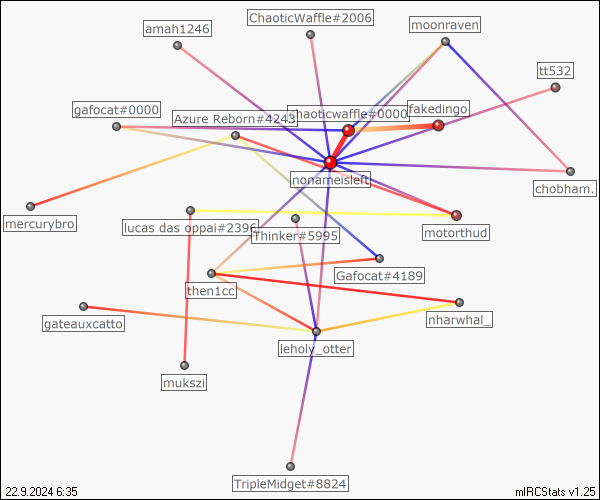 ChaoticWaffle#2006
moonraven
amah1246
tt532
gafocat#0000
Azure Reborn#4243
chaoticwaffle#0000
fakedingo
nonameisleft
chobham.
mercurybro
lucas das oppai#2396
Thinker#5995
motorthud
Gafocat#4189
then1cc
gateauxcatto
nharwhal_
leholy_otter
mukszi
TripleMidget#8824
22.9.2024 6:35
mIRCStats v1.25